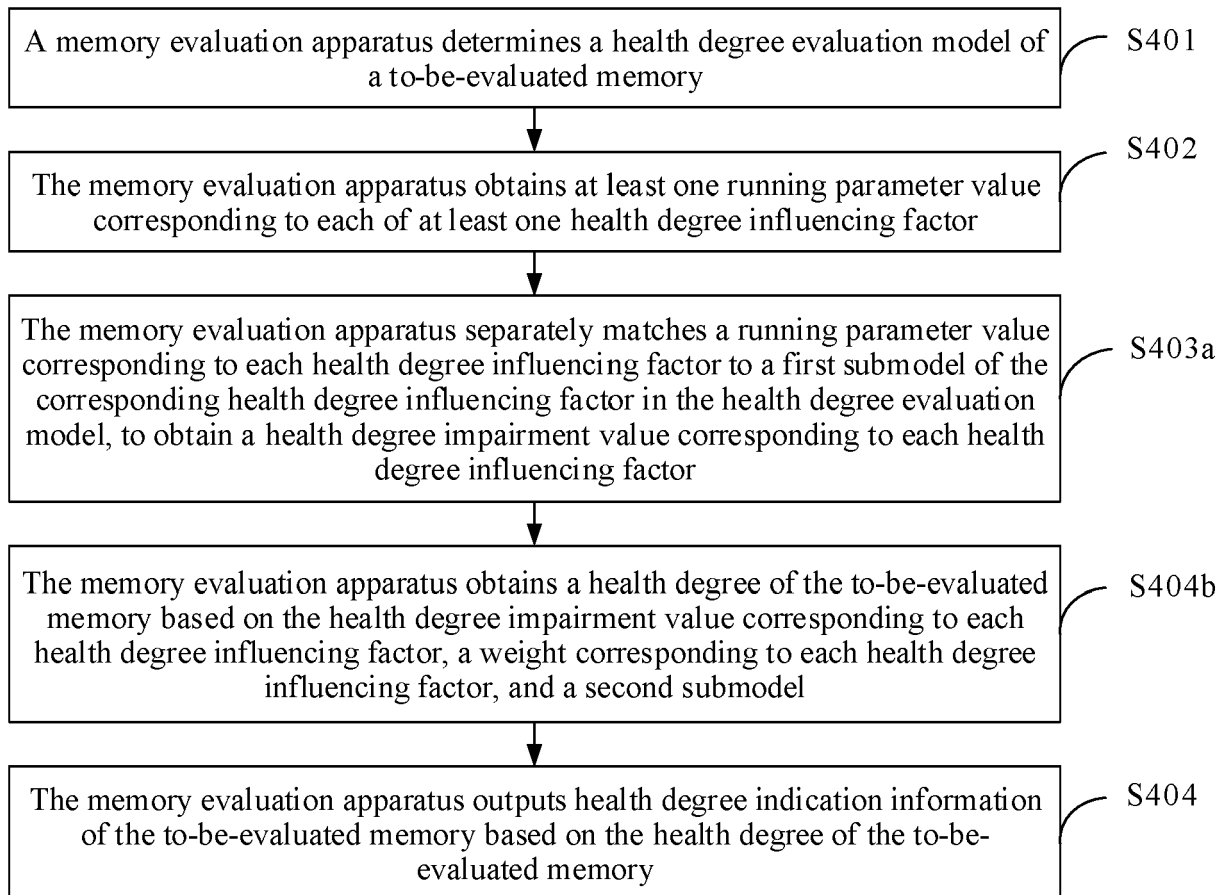 A memory evaluation apparatus determines a health degree evaluation model of
a to-be-evaluated memory
S401
The memory evaluation apparatus obtains at least one running parameter value
corresponding to each of at least one health degree influencing factor
S402
The memory evaluation apparatus separately matches a running parameter value
corresponding to each health degree influencing factor to a first submodel of the
corresponding health degree influencing factor in the health degree evaluation
model, to obtain a health degree impairment value corresponding to each health
degree influencing factor
S403a
The memory evaluation apparatus obtains a health degree of the to-be-evaluated
memory based on the health degree impairment value corresponding to each
health degree influencing factor, a weight corresponding to each health degree
influencing factor, and a second submodel
S404b
The memory evaluation apparatus outputs health degree indication information
of the to-be-evaluated memory based on the health degree of the to-be-
evaluated memory
S404